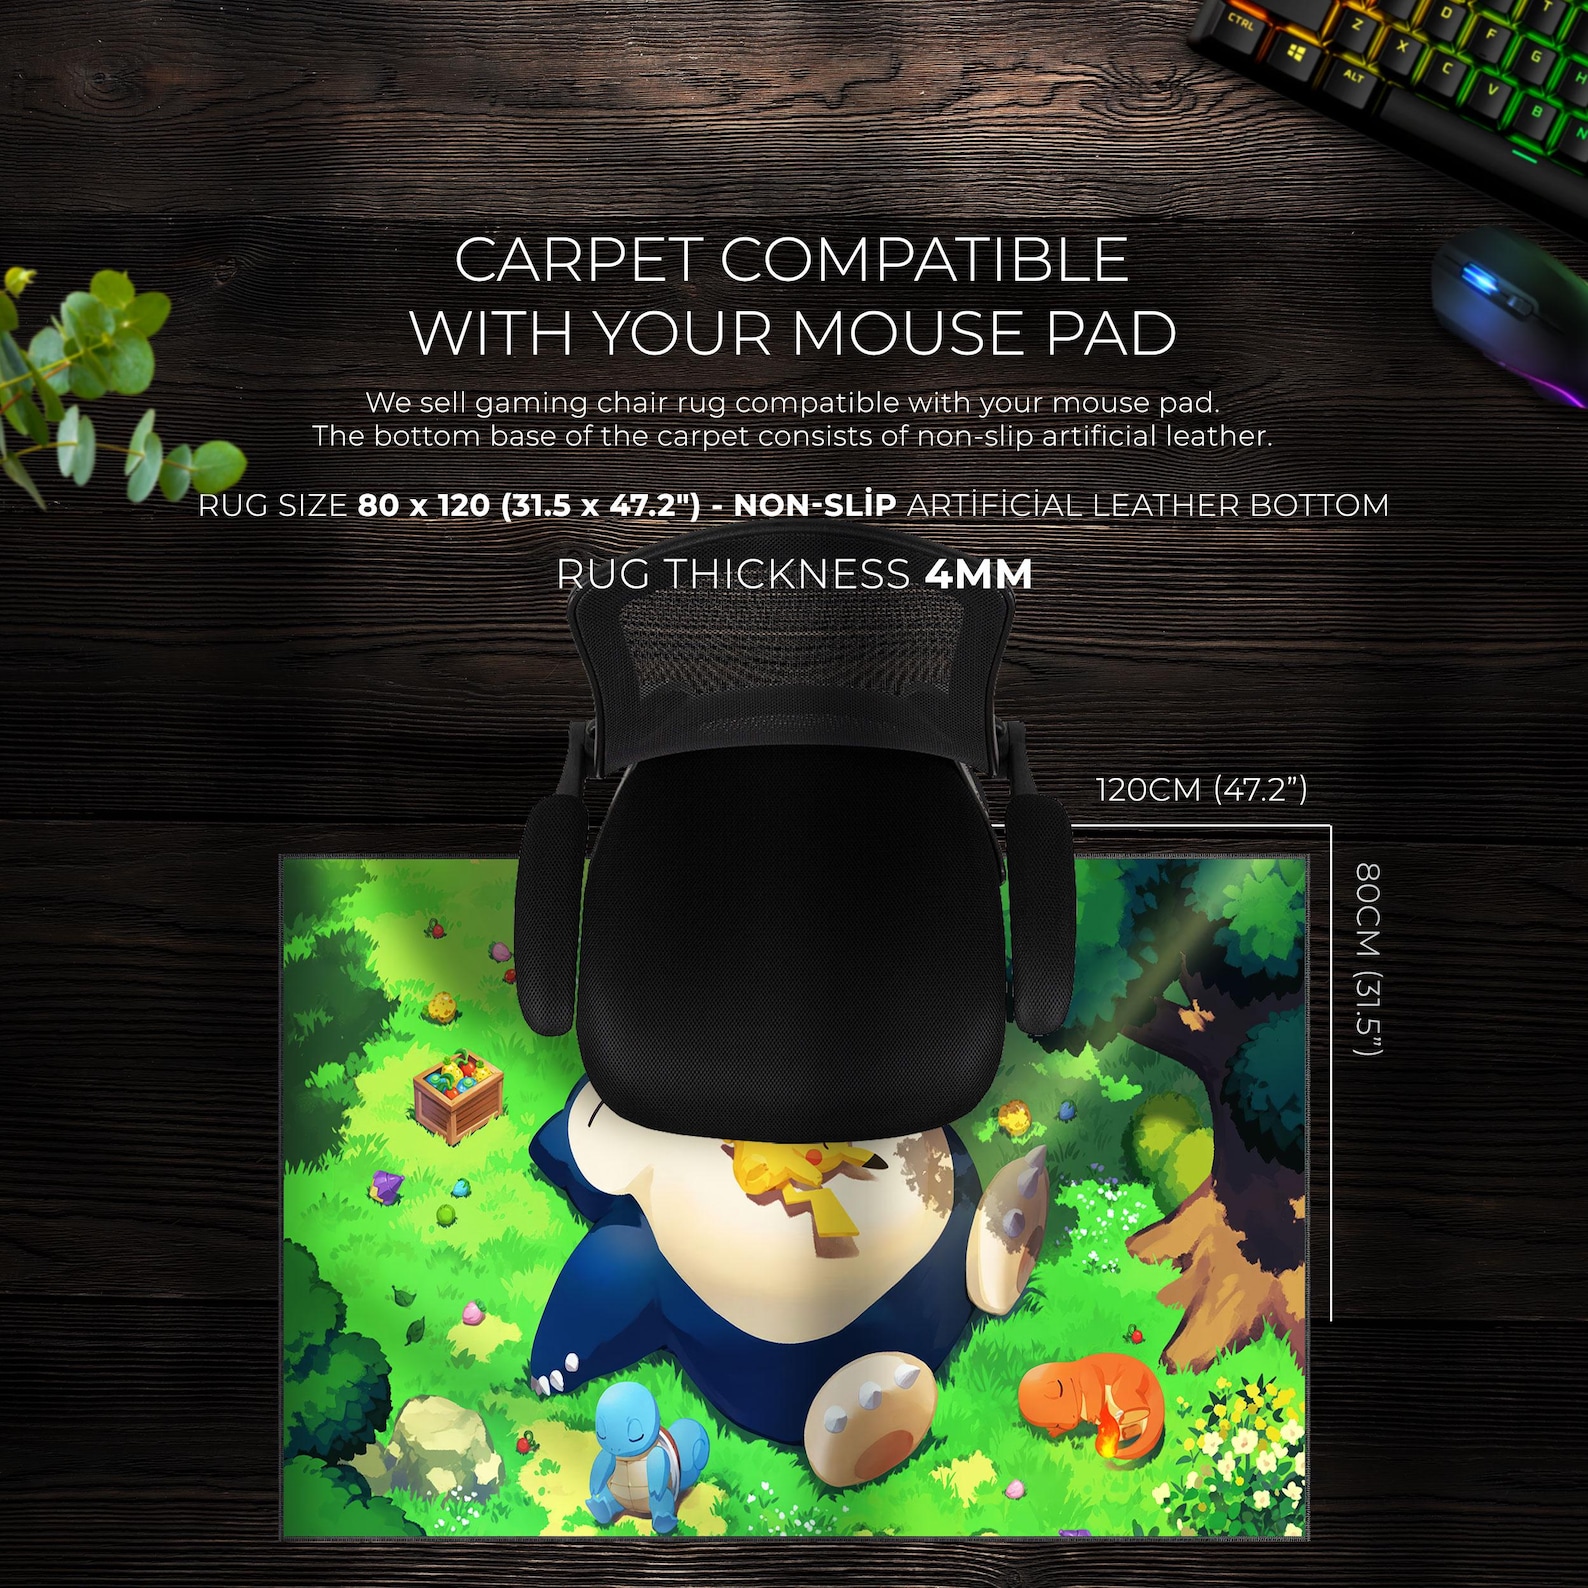 CTRL
ALT
Z
X
C
V
B
N
D
F
G
H
T
CARPET COMPATIBLE
WITH YOUR MOUSE PAD
We sell gaming chair rug compatible with your mouse pad.
The bottom base of the carpet consists of non-slip artificial leather.
RUG SIZE 80 x 120 (31.5 x 47.2") - NON-SLİP ARTİFİCİAL LEATHER BOTTOM
RUG THICKNESS 4MM
120CM (47.2”)
80CM (31.5”)